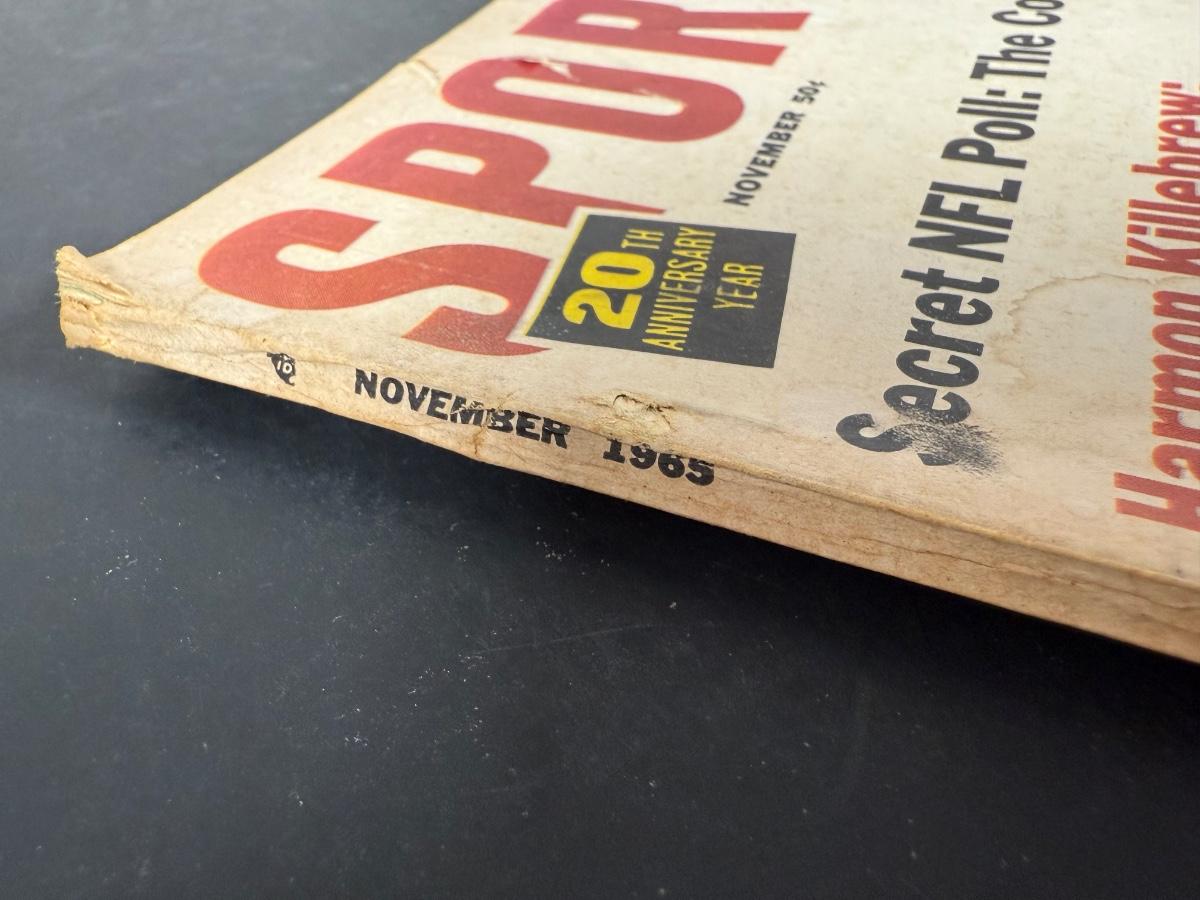 SPOR
NOVEMBER 50¢
20TH
ANNIVERSARY
YEAR
Secret NFL Poll: The Co
Harmon Killebrew:
NOVEMBER 1965